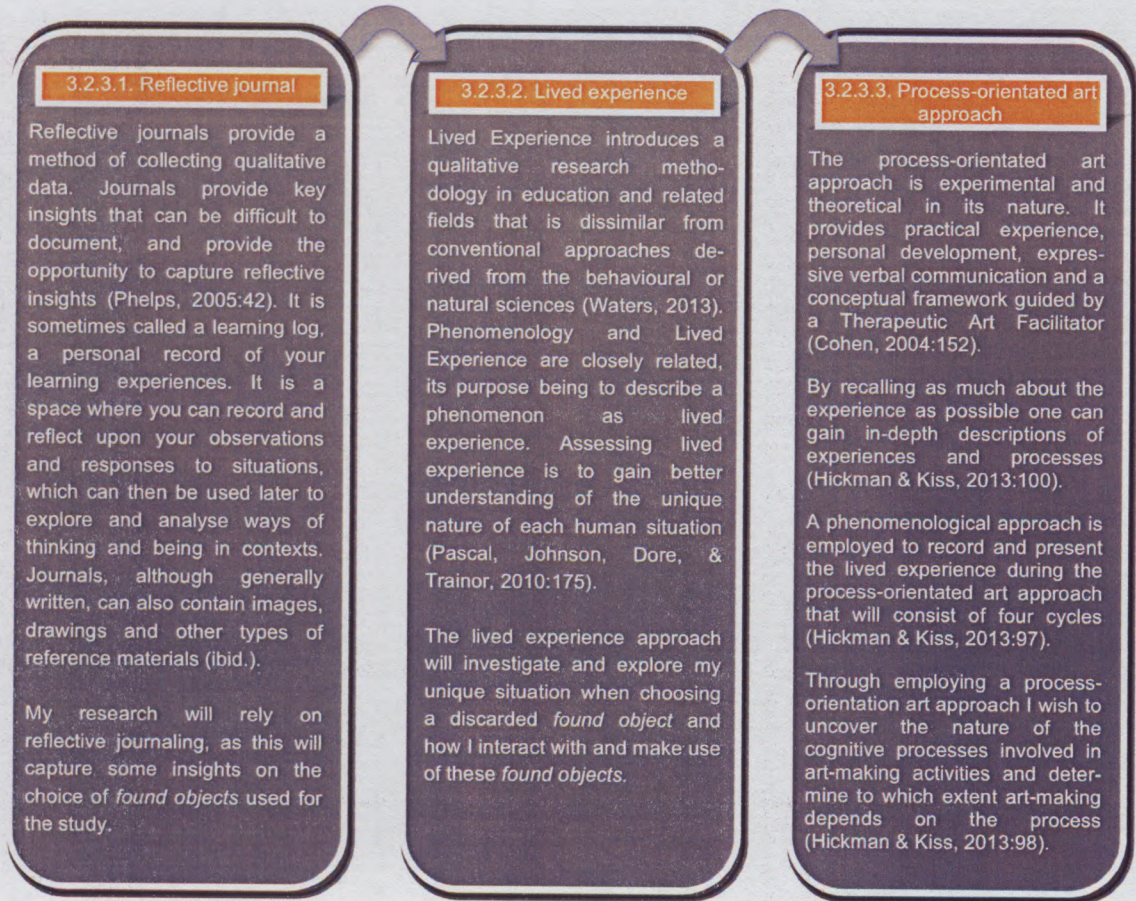 3.2.3.1. Reflective journal
Reflective journals provide a
method of collecting qualitative
data. Journals provide key
insights that can be difficult to
document, and provide the
opportunity to capture reflective
insights (Phelps, 2005:42). It is
sometimes called a learning log,
a personal record of your
learning experiences. It is a
space where you can record and
reflect upon your observations
and responses to situations,
which can then be used later to
explore and analyse ways of
thinking and being in contexts.
Journals, although generally
written, can also contain images,
drawings and other types of
reference materials (ibid.).
My research will rely on
reflective journaling, as this will
capture some insights on the
choice of found objects used for
the study.
3.2.3.2. Lived experience
Lived Experience introduces a
qualitative research metho-
dology in education and related
fields that is dissimilar from
conventional approaches de-
rived from the behavioural or
natural sciences (Waters, 2013).
Phenomenology and Lived
Experience are closely related,
its purpose being to describe a
phenomenon as lived
experience. Assessing lived
experience is to gain better
understanding of the unique
nature of each human situation
(Pascal, Johnson, Dore, &
Trainor, 2010:175).
The lived experience approach
will investigate and explore my
unique situation when choosing
a discarded found object and
how I interact with and make use
of these found objects.
3.2.3.3. Process-orientated art
approach
The process-orientated art
approach is experimental and
theoretical in its nature. It
provides practical experience,
personal development, expres-
sive verbal communication and a
conceptual framework guided by
a Therapeutic Art Facilitator
(Cohen, 2004:152).
By recalling as much about the
experience as possible one can
gain in-depth descriptions of
experiences and processes
(Hickman & Kiss, 2013:100).
A phenomenological approach is
employed to record and present
the lived experience during the
process-orientated art approach
that will consist of four cycles
(Hickman & Kiss, 2013:97).
Through employing a process-
orientation art approach I wish to
uncover the nature of the
cognitive processes involved in
art-making activities and deter-
mine to which extent art-making
depends on the process
(Hickman & Kiss, 2013:98).